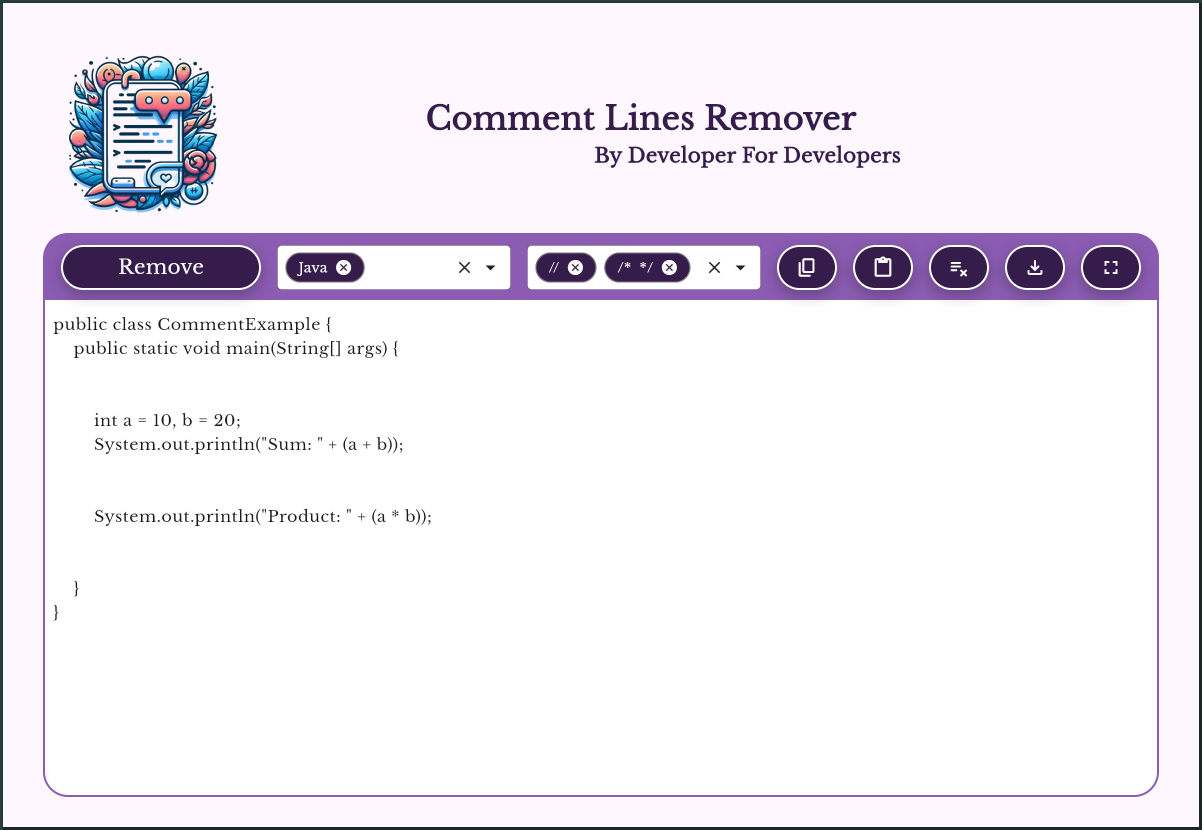 Comment Lines Remover
By Developer For Developers
Remove Java // /* */
public class CommentExample {
    public static void main(String[] args) {
        int a = 10, b = 20;
        System.out.println("Sum: " + (a + b));
        System.out.println("Product: " + (a * b));
    }
}